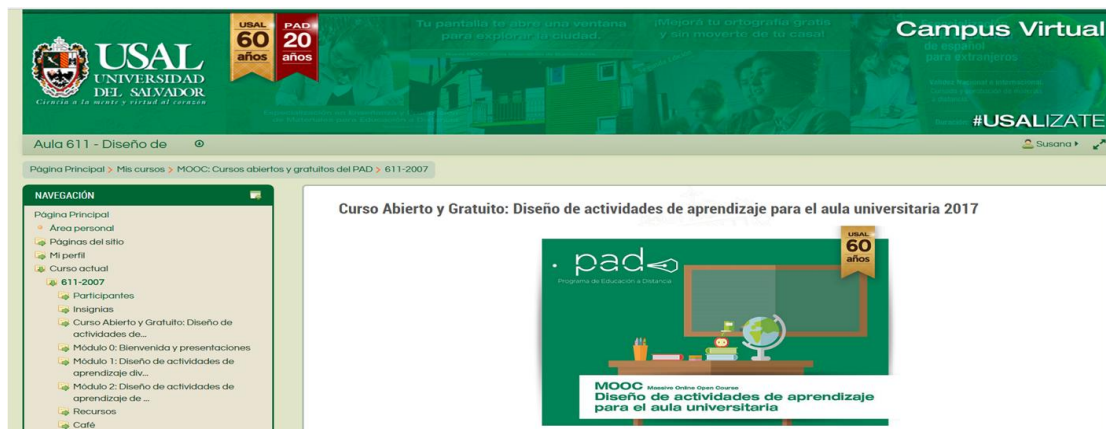 USAL
UNIVERSIDAD
DEL SALVADOR
Ciencia a la mente y virtud al corazón
USAL
60
años
PAD
20
años
Tu pantalla te abre una ventana
para explorar la ciudad.
¡Mejorá tu ortografía gratis
y sin moverte de tu casa!
Campus Virtual
de español
para extranjeros
#USALIZATE
Aula 611 - Diseño de
Susana
Página Principal > Mis cursos > MOOC: Cursos abiertos y gratuitos del PAD > 611-2007
NAVEGACIÓN
Página Principal
Área personal
Páginas del sitio
Mi perfil
Curso actual
611-2007
Participantes
Insignias
Curso Abierto y Gratuito: Diseño de
actividades de...
Módulo 0: Bienvenida y presentaciones
Módulo 1: Diseño de actividades de
aprendizaje div...
Módulo 2: Diseño de actividades de
aprendizaje de ...
Recursos
Café
Curso Abierto y Gratuito: Diseño de actividades de aprendizaje para el aula universitaria 2017
pad
Programa de Educación a Distancia
USAL
60
años
MOOC Massive Online Open Course
Diseño de actividades de aprendizaje
para el aula universitaria